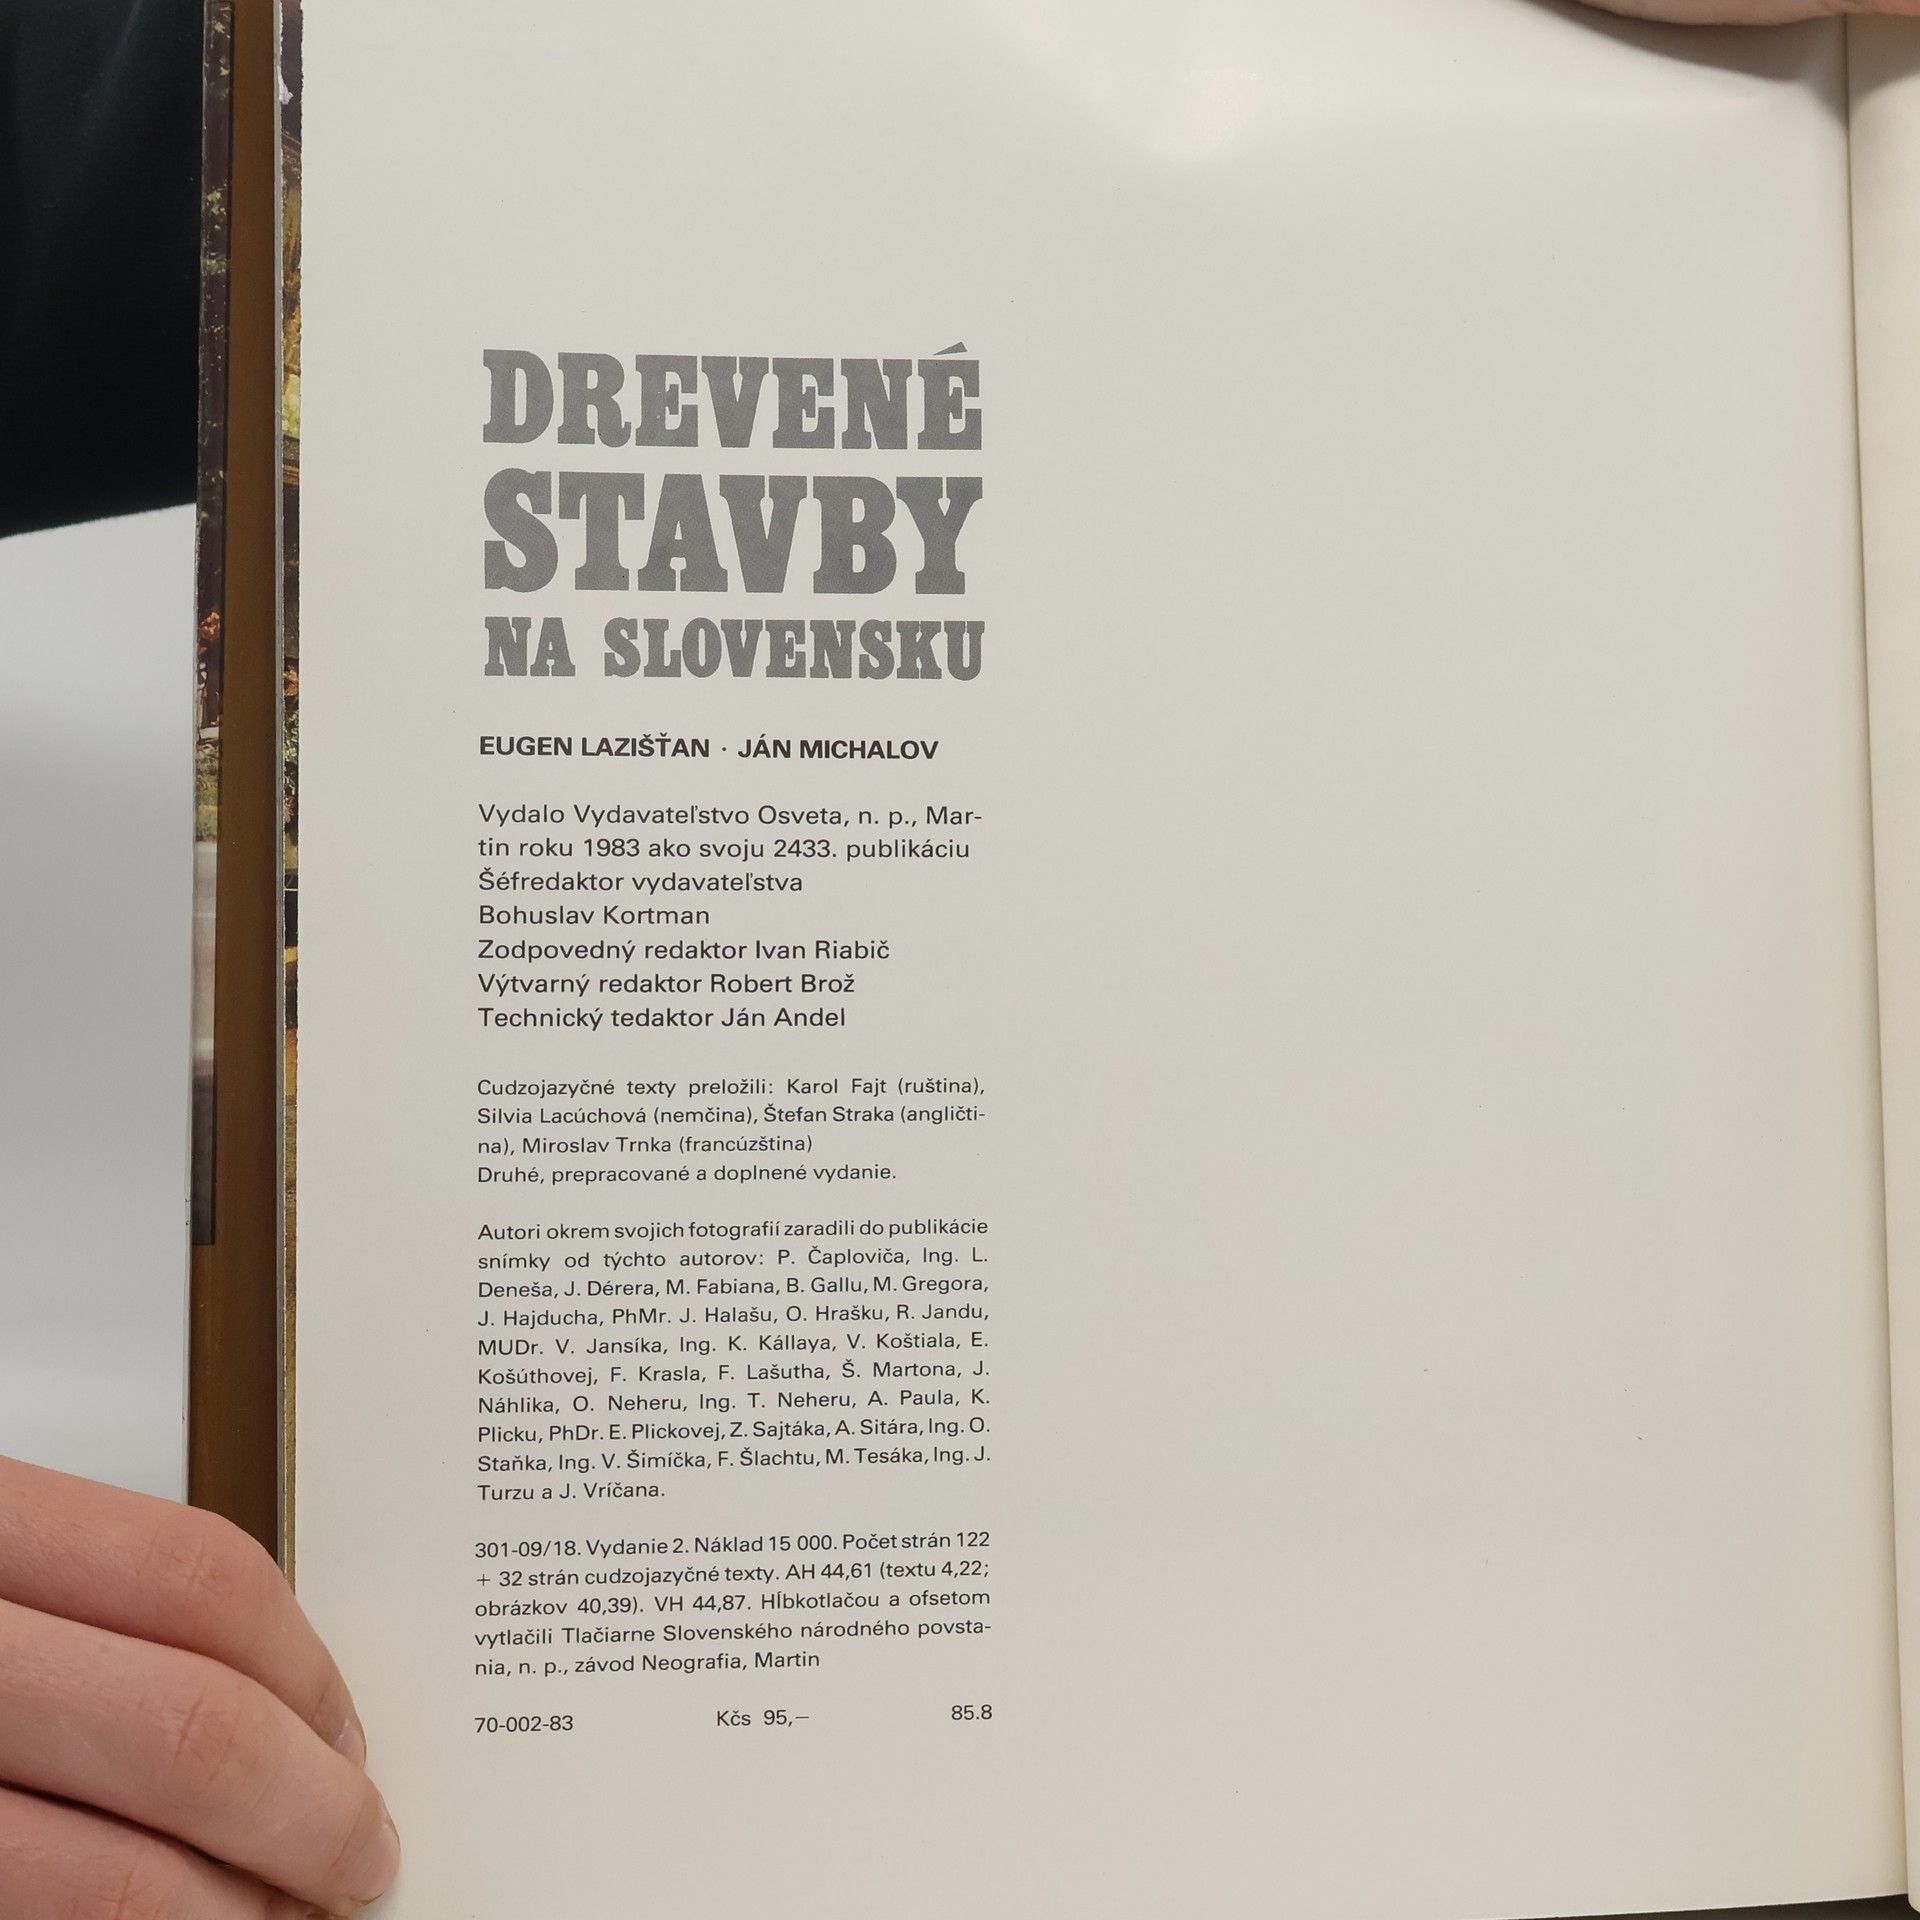 DREVENÉ
STAVBY
NA SLOVENSKU
EUGEN LAZIŠŤAN · JÁN MICHALOV
Vydalo Vydavateľstvo Osveta, n. p., Mar-
tin roku 1983 ako svoju 2433. publikáciu
Šéfredaktor vydavateľstva
Bohuslav Kortman
Zodpovedný redaktor Ivan Riabič
Výtvarný redaktor Robert Brož
Technický tedaktor Ján Andel
Cudzojazyčné texty preložili: Karol Fajt (ruština),
Silvia Lacúchová (nemčina), Štefan Straka (angličti-
na), Miroslav Trnka (francúzština)
Druhé, prepracované a doplnené vydanie.
Autori okrem svojich fotografií zaradili do publikácie
snímky od týchto autorov: P. Čaploviča, Ing. L.
Deneša, J. Dérera, M. Fabiana, B. Gallu, M. Gregora,
J. Hajducha, PhMr. J. Halašu, O. Hrašku, R. Jandu,
MUDr. V. Jansíka, Ing. K. Kállaya, V. Koštiala, E.
Košúthovej, F. Krasla, F. Lašutha, Š. Martona, J.
Náhlika, O. Neheru, Ing. T. Neheru, A. Paula, K.
Plicku, PhDr. E. Plickovej, Z. Sajtáka, A. Sitára, Ing. O.
Staňka, Ing. V. Šimíčka, F. Šlachtu, M. Tesáka, Ing. J.
Turzu a J. Vríčana.
301-09/18. Vydanie 2. Náklad 15 000. Počet strán 122
+ 32 strán cudzojazyčné texty. AH 44,61 (textu 4,22;
obrázkov 40,39). VH 44,87. Hĺbkotlačou a ofsetom
vytlačili Tlačiarne Slovenského národného povsta-
nia, n. p., závod Neografia, Martin
70-002-83 Kčs 95,— 85.8